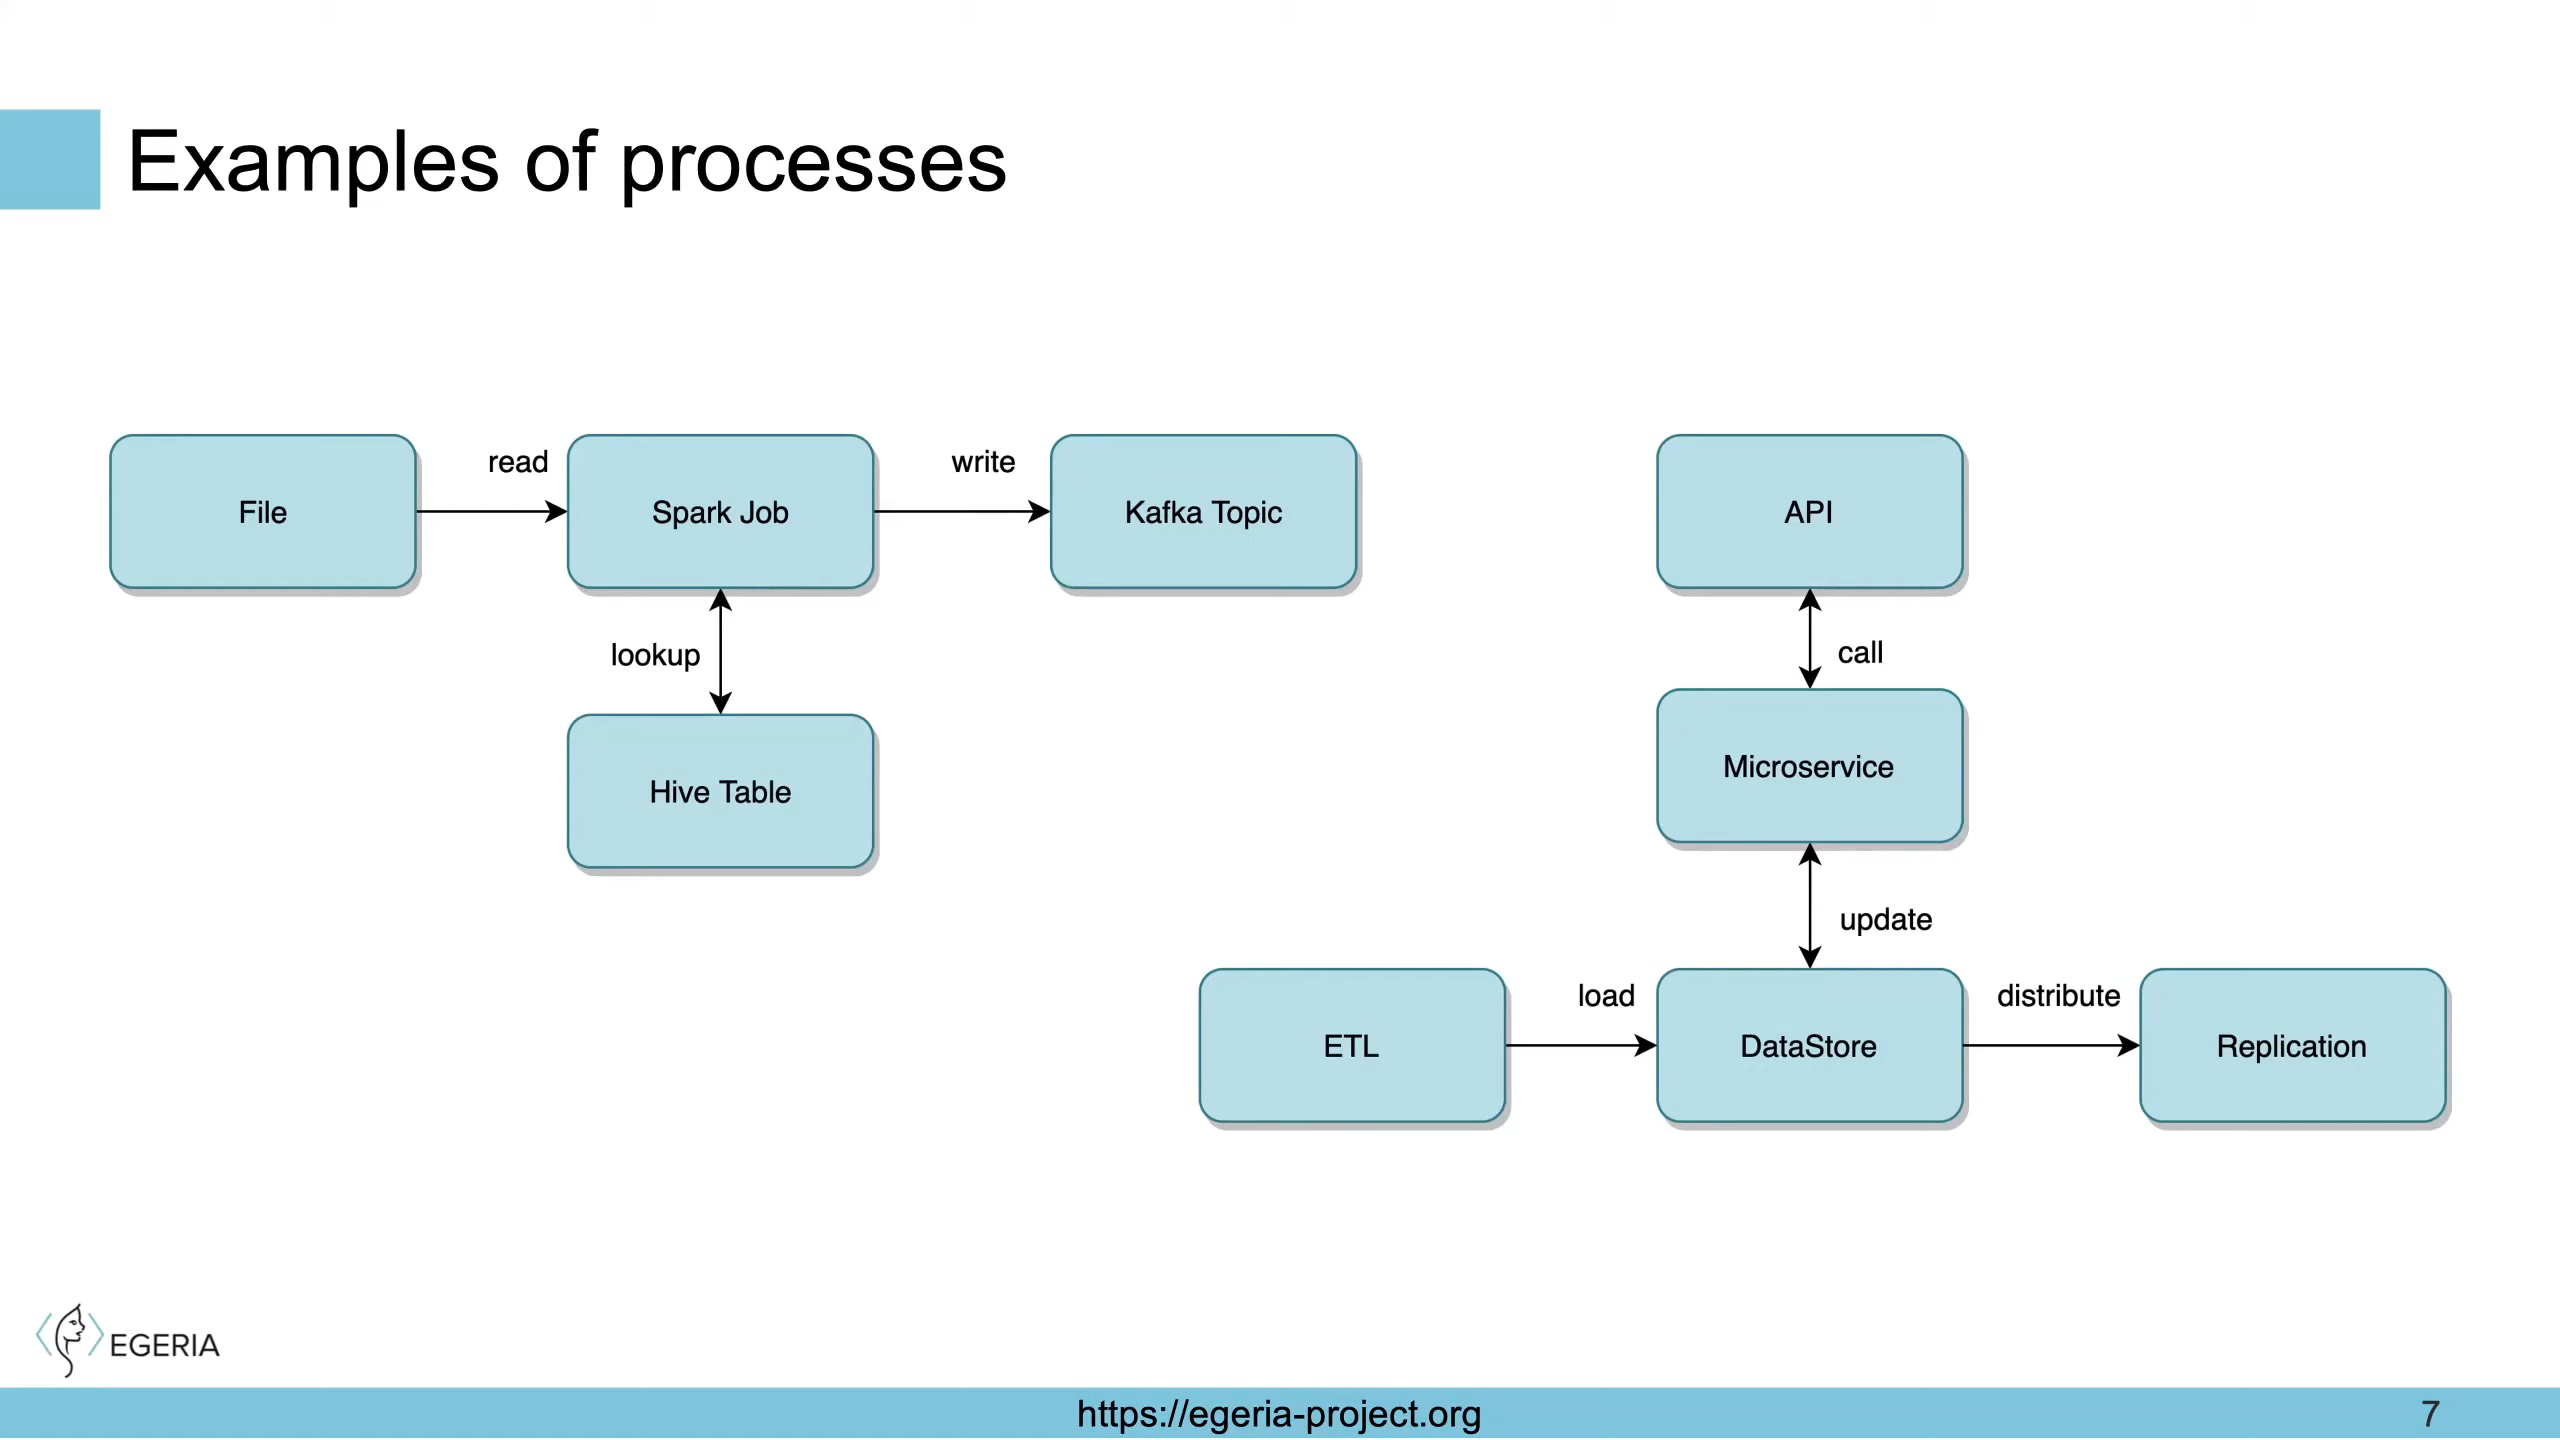 Examples of processes
File
read
Spark Job
write
Kafka Topic
lookup
Hive Table
API
call
Microservice
update
ETL
load
DataStore
distribute
Replication
EGERIA
https://egeria-project.org
7